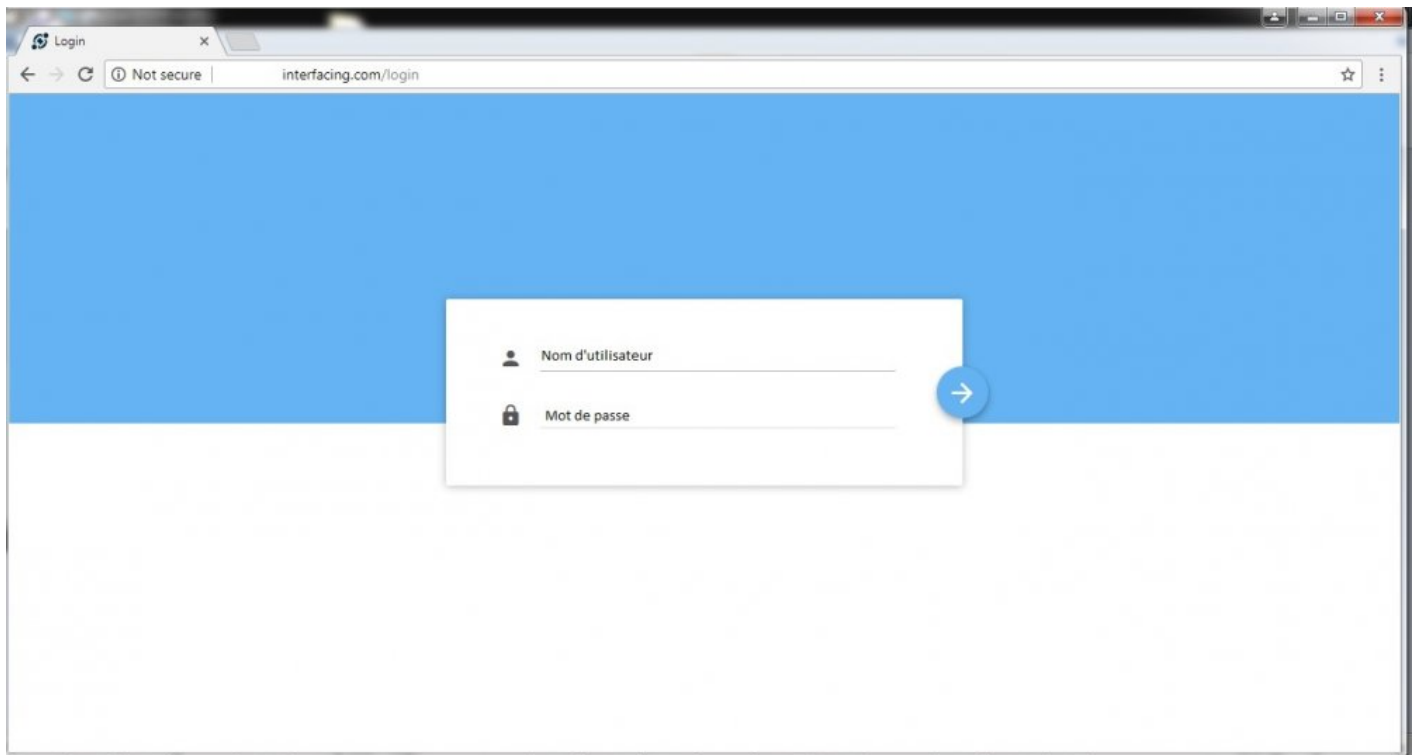 Login
Not secure interfacing.com/login
Nom d'utilisateur
Mot de passe